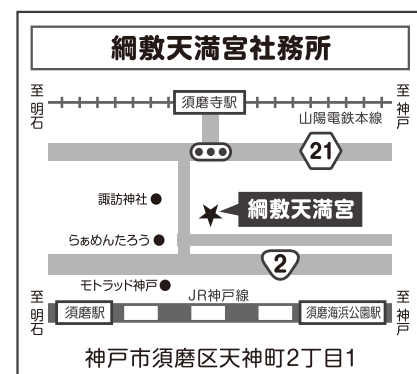 綱敷天満宮社務所
至明石
須磨寺駅
至神戸
山陽電鉄本線
21
諏訪神社
綱敷天満宮
らぁめんたろう
2
モトラッド神戸
JR神戸線
至明石
須磨駅
須磨海浜公園駅
至神戸
神戸市須磨区天神町2丁目1